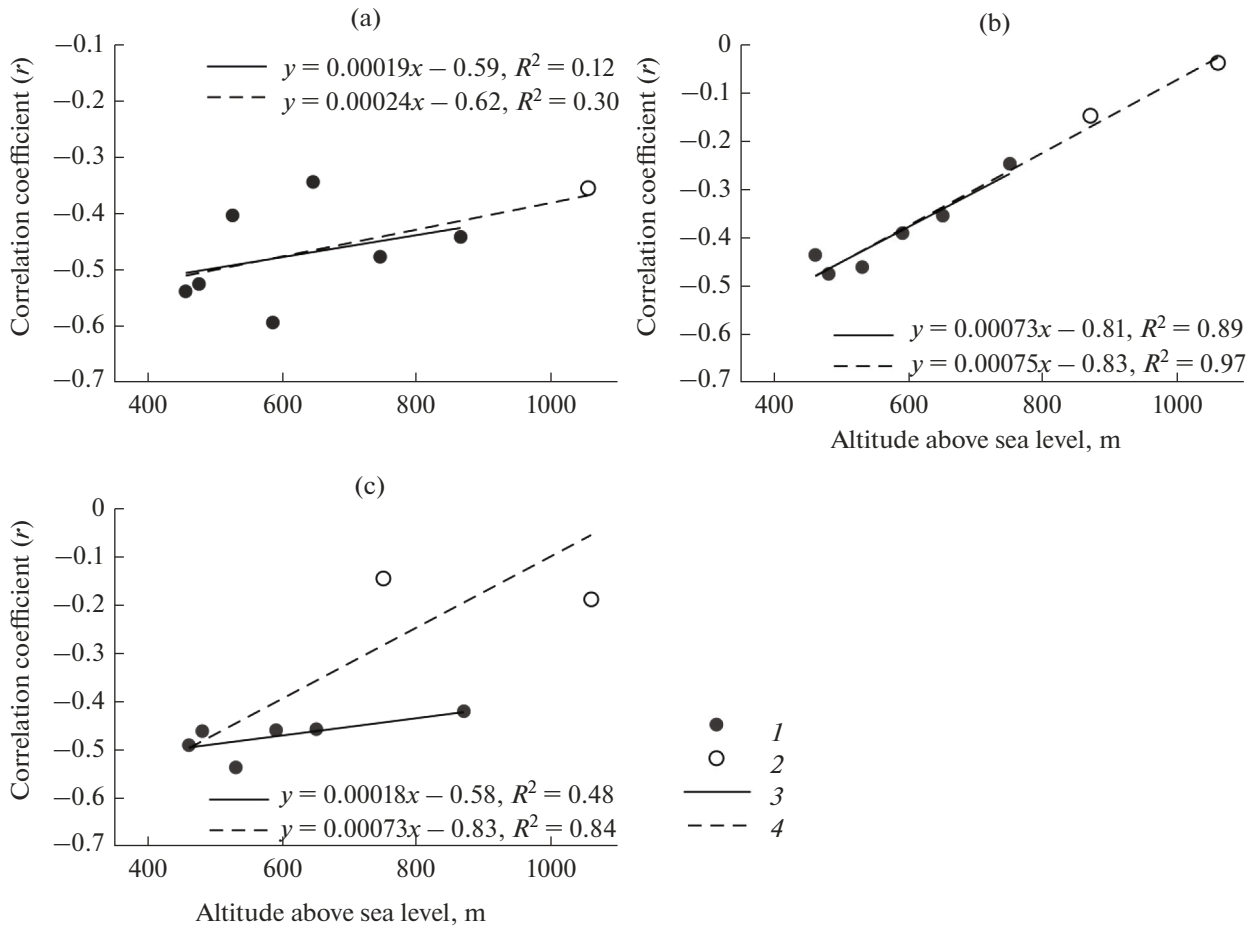 (a)
−0.1
−0.2
−0.3
−0.4
−0.5
−0.6
−0.7
Correlation coefficient (r)
y = 0.00019x − 0.59, R² = 0.12
y = 0.00024x − 0.62, R² = 0.30
400 600 800 1000
(b)
0
−0.1
−0.2
−0.3
−0.4
−0.5
−0.6
−0.7
Correlation coefficient (r)
y = 0.00073x − 0.81, R² = 0.89
y = 0.00075x − 0.83, R² = 0.97
400 600 800 1000
Altitude above sea level, m
(c)
0
−0.1
−0.2
−0.3
−0.4
−0.5
−0.6
−0.7
Correlation coefficient (r)
y = 0.00018x − 0.58, R² = 0.48
y = 0.00073x − 0.83, R² = 0.84
400 600 800 1000
Altitude above sea level, m
1
2
3
4